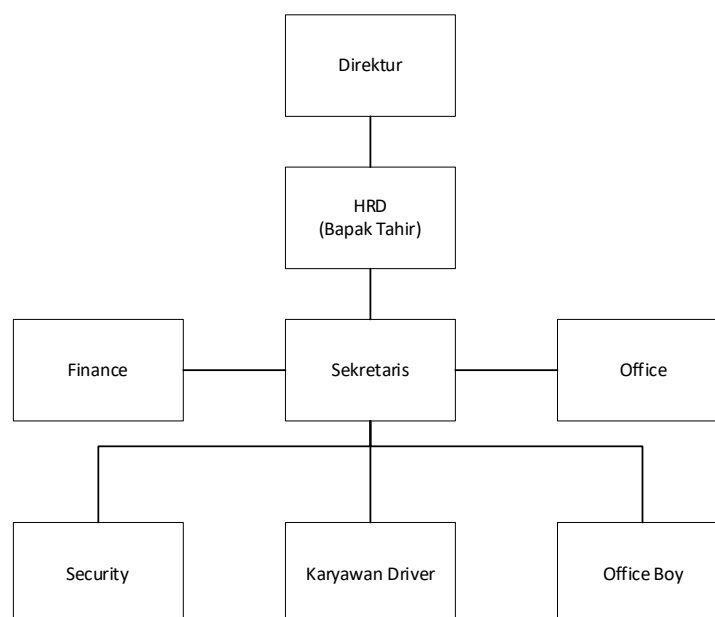 Direktur
HRD
(Bapak Tahir)
Finance
Sekretaris
Office
Security
Karyawan Driver
Office Boy